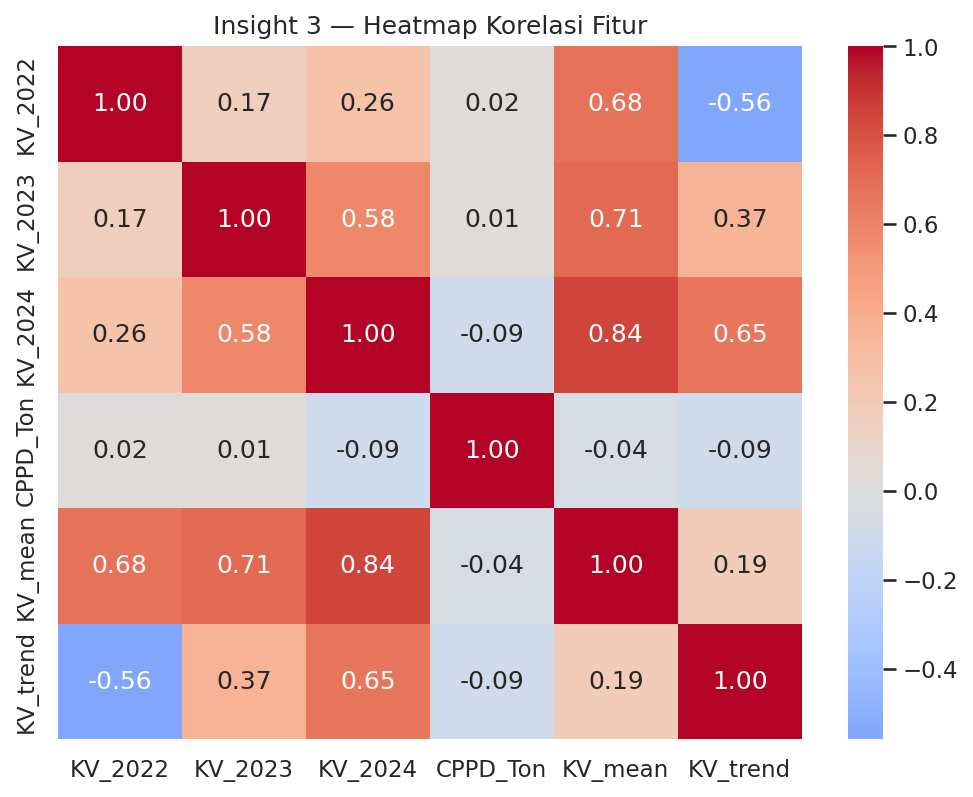 Insight 3 — Heatmap Korelasi Fitur
KV_2022 1.00 0.17 0.26 0.02 0.68 -0.56
KV_2023 0.17 1.00 0.58 0.01 0.71 0.37
KV_2024 0.26 0.58 1.00 -0.09 0.84 0.65
CPPD_Ton 0.02 0.01 -0.09 1.00 -0.04 -0.09
KV_mean 0.68 0.71 0.84 -0.04 1.00 0.19
KV_trend -0.56 0.37 0.65 -0.09 0.19 1.00
KV_2022 KV_2023 KV_2024 CPPD_Ton KV_mean KV_trend
1.0
0.8
0.6
0.4
0.2
0.0
−0.2
−0.4